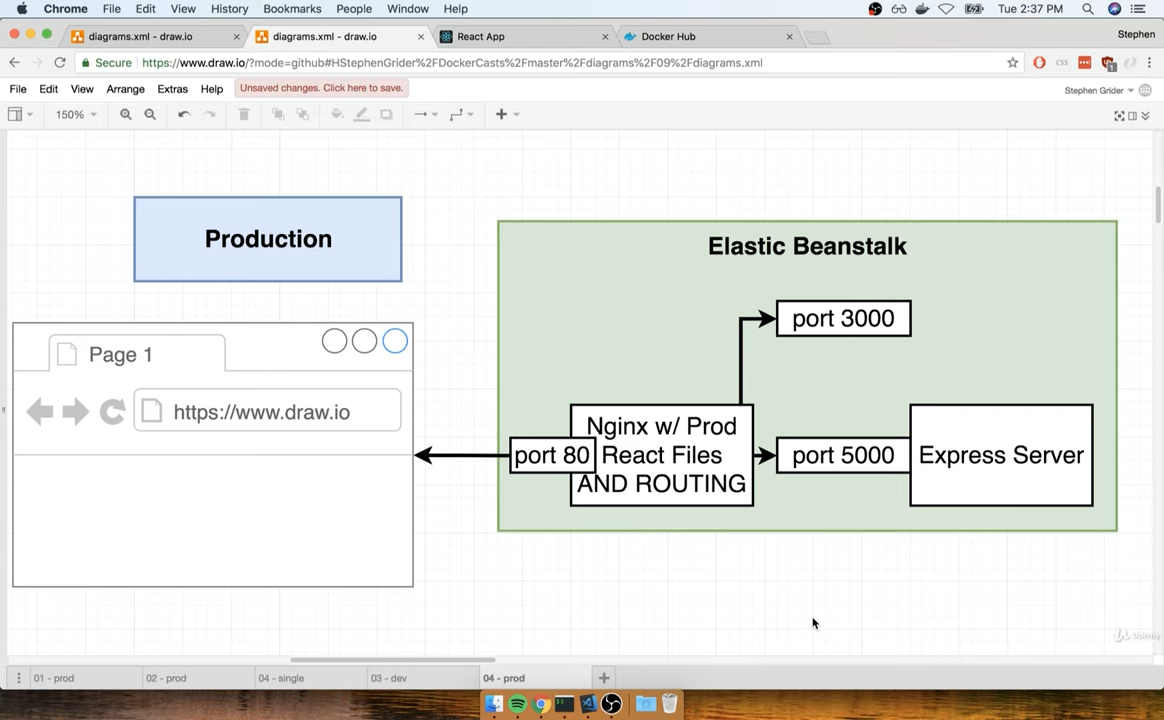 Chrome File Edit View History Bookmarks People Window Help Tue 2:37 PM
diagrams.xml - draw.io diagrams.xml - draw.io React App Docker Hub Stephen
Secure https://www.draw.io/?mode=github#HStephenGrider%2FDockerCasts%2Fmaster%2Fdiagrams%2F09%2Fdiagrams.xml css 1
File Edit View Arrange Extras Help Unsaved changes. Click here to save. Stephen Grider
150%
Production
Elastic Beanstalk
port 3000
Page 1
https://www.draw.io
Nginx w/ Prod
port 80 React Files port 5000 Express Server
AND ROUTING
Udemy
01 - prod 02 - prod 04 - single 03 - dev 04 - prod